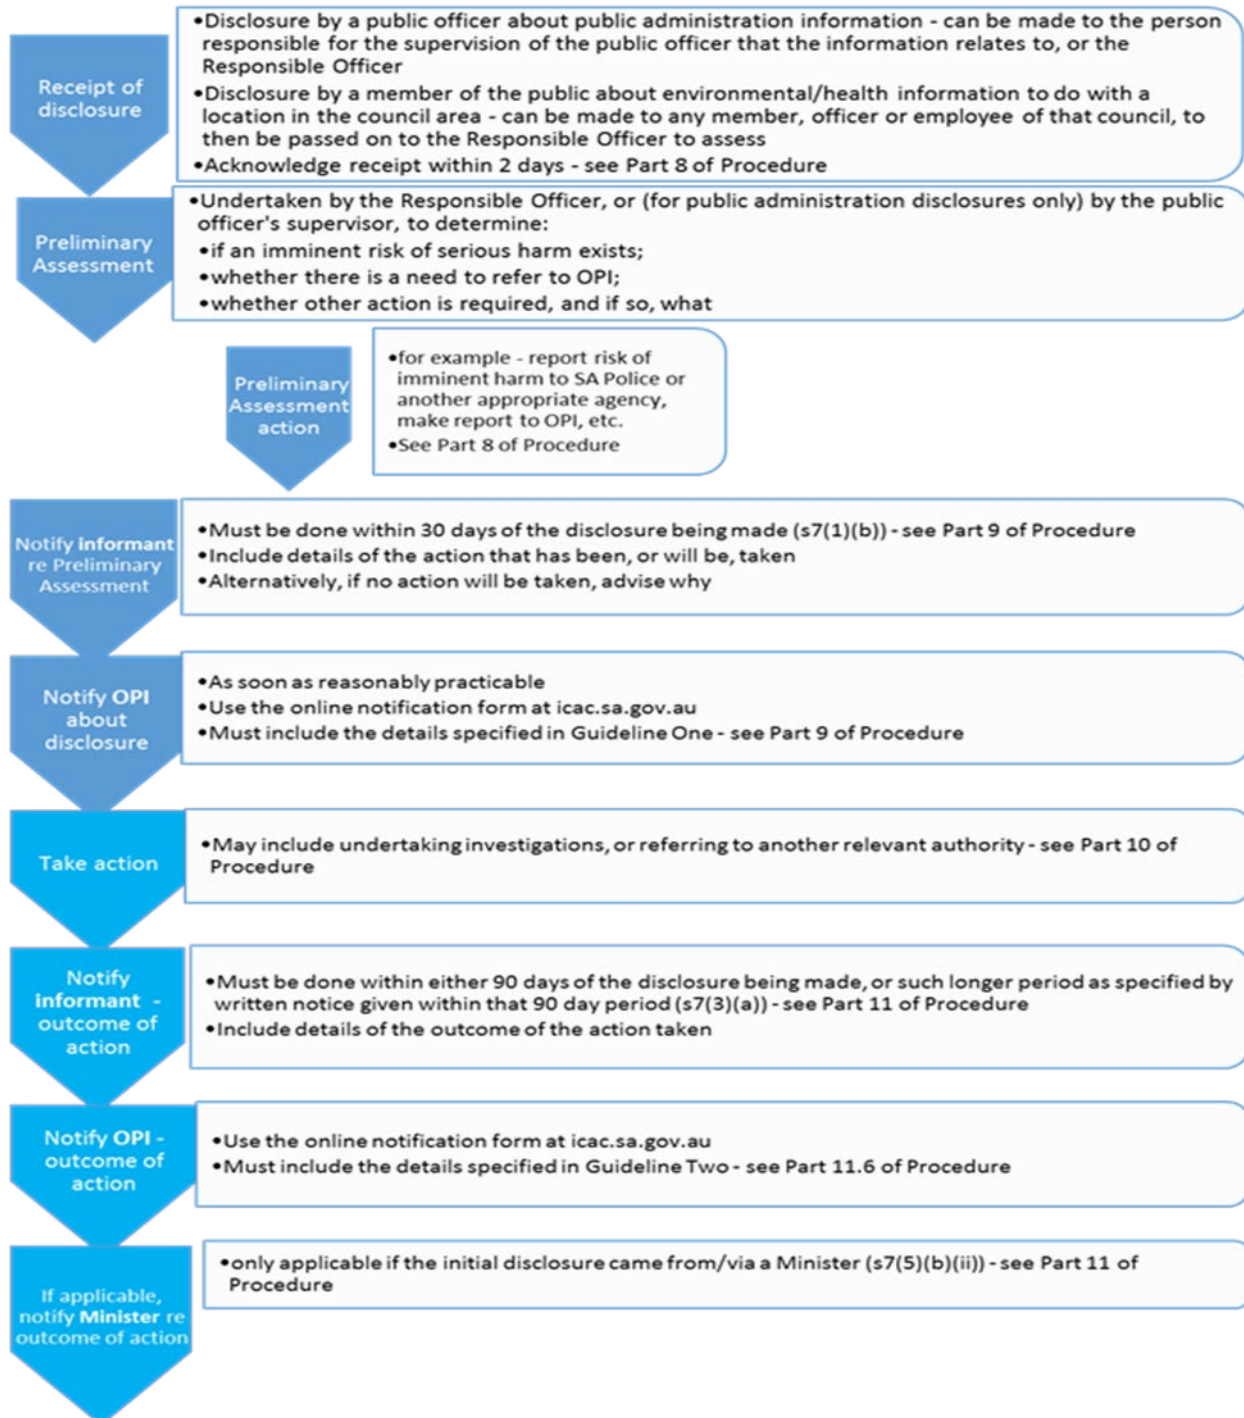 Receipt of
disclosure
•Disclosure by a public officer about public administration information - can be made to the person
responsible for the supervision of the public officer that the information relates to, or the
Responsible Officer
•Disclosure by a member of the public about environmental/health information to do with a
location in the council area - can be made to any member, officer or employee of that council, to
then be passed on to the Responsible Officer to assess
•Acknowledge receipt within 2 days - see Part 8 of Procedure
Preliminary
Assessment
•Undertaken by the Responsible Officer, or (for public administration disclosures only) by the public
officer's supervisor, to determine:
•if an imminent risk of serious harm exists;
•whether there is a need to refer to OPI;
•whether other action is required, and if so, what
Preliminary
Assessment
action
•for example - report risk of
imminent harm to SA Police or
another appropriate agency,
make report to OPI, etc.
•See Part 8 of Procedure
Notify informant
re Preliminary
Assessment
•Must be done within 30 days of the disclosure being made (s7(1)(b)) - see Part 9 of Procedure
•Include details of the action that has been, or will be, taken
•Alternatively, if no action will be taken, advise why
Notify OPI
about
disclosure
•As soon as reasonably practicable
•Use the online notification form at icac.sa.gov.au
•Must include the details specified in Guideline One - see Part 9 of Procedure
Take action
•May include undertaking investigations, or referring to another relevant authority - see Part 10 of
Procedure
Notify
informant -
outcome of
action
•Must be done within either 90 days of the disclosure being made, or such longer period as specified by
written notice given within that 90 day period (s7(3)(a)) - see Part 11 of Procedure
•Include details of the outcome of the action taken
Notify OPI -
outcome of
action
•Use the online notification form at icac.sa.gov.au
•Must include the details specified in Guideline Two - see Part 11.6 of Procedure
If applicable,
notify Minister re
outcome of action
•only applicable if the initial disclosure came from/via a Minister (s7(5)(b)(ii)) - see Part 11 of
Procedure